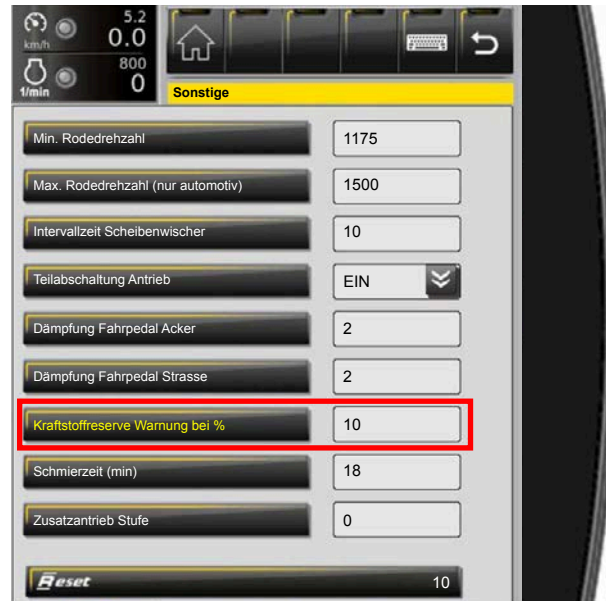 5.2
km/h 0.0
800
1/min 0
Sonstige
Min. Rodedrehzahl 1175
Max. Rodedrehzahl (nur automotiv) 1500
Intervallzeit Scheibenwischer 10
Teilabschaltung Antrieb EIN
Dämpfung Fahrpedal Acker 2
Dämpfung Fahrpedal Strasse 2
Kraftstoffreserve Warnung bei % 10
Schmierzeit (min) 18
Zusatzantrieb Stufe 0
Reset 10